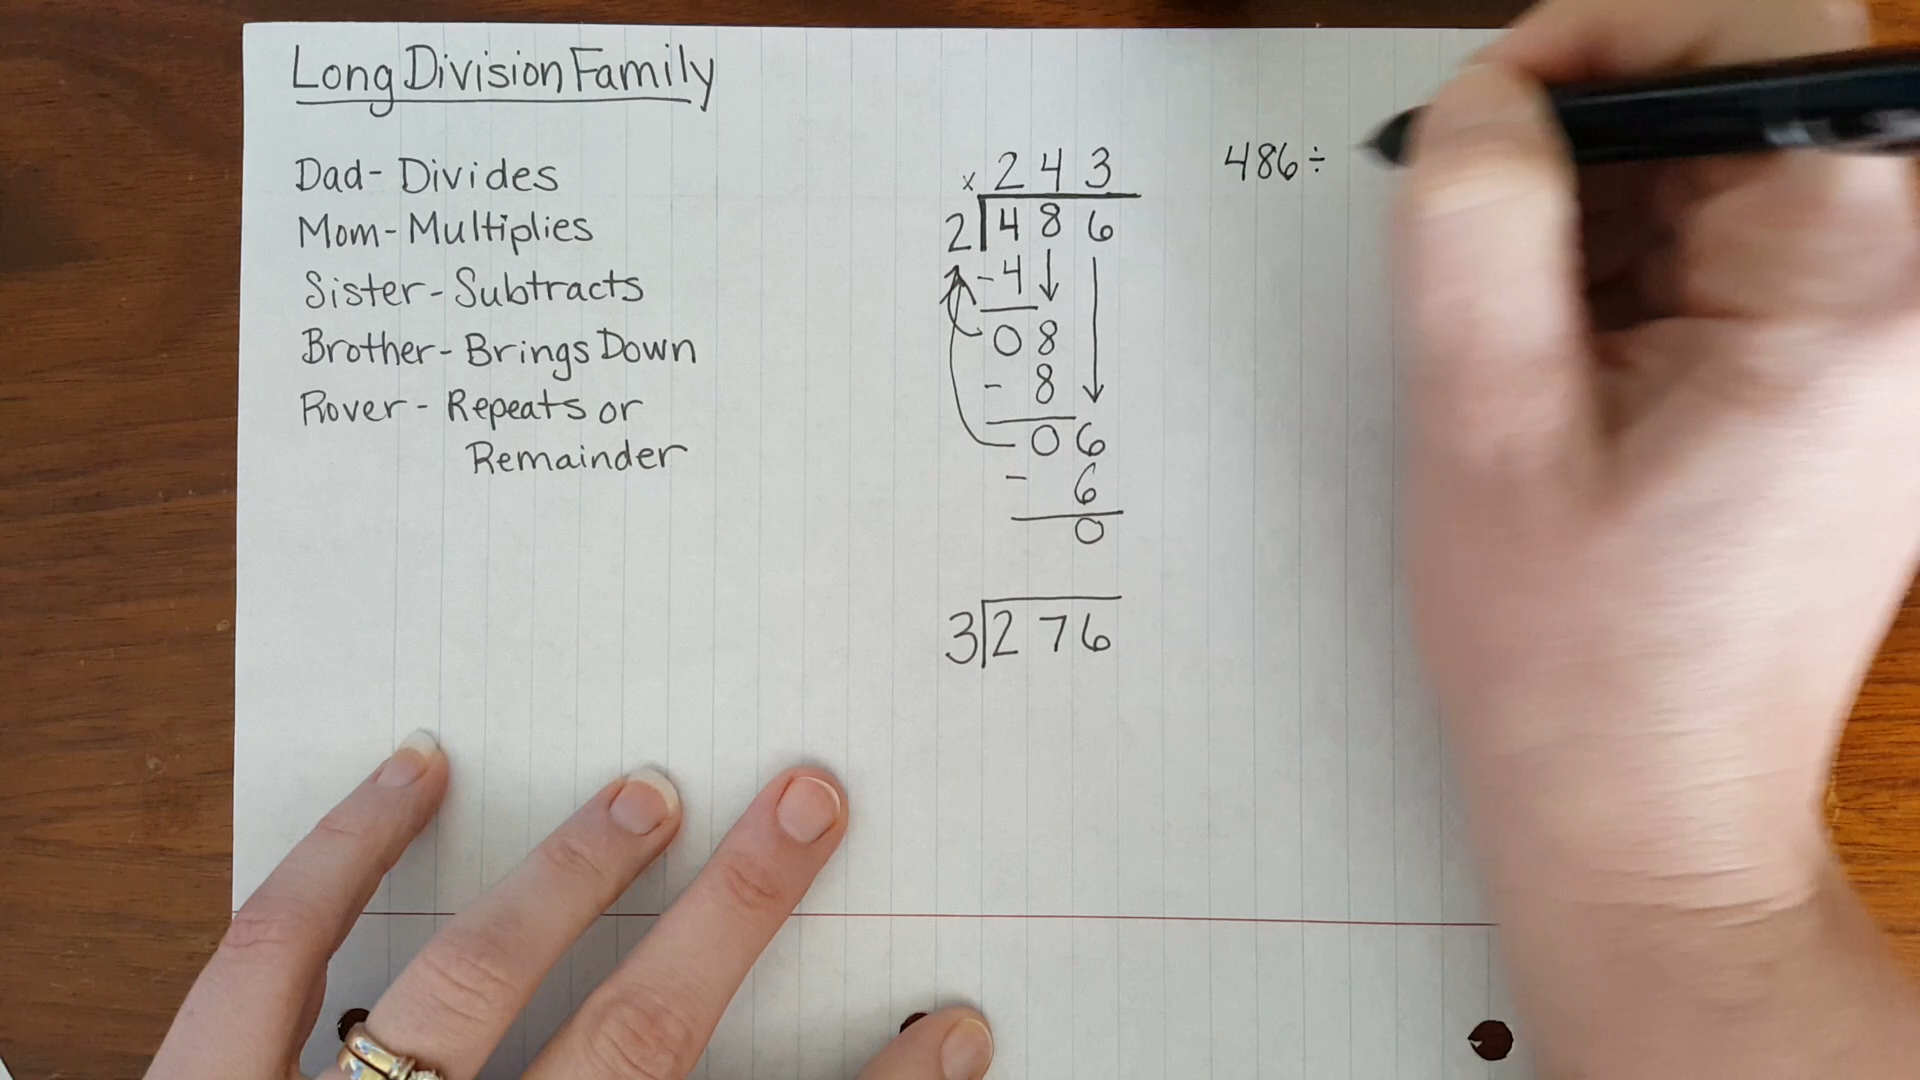 Long Division Family
Dad- Divides
Mom- Multiplies
Sister- Subtracts
Brother- Brings Down
Rover- Repeats or
Remainder
x 2 4 3
2 4 8 6
-4
0 8
- 8
0 6
- 6
0
3 2 7 6
486÷